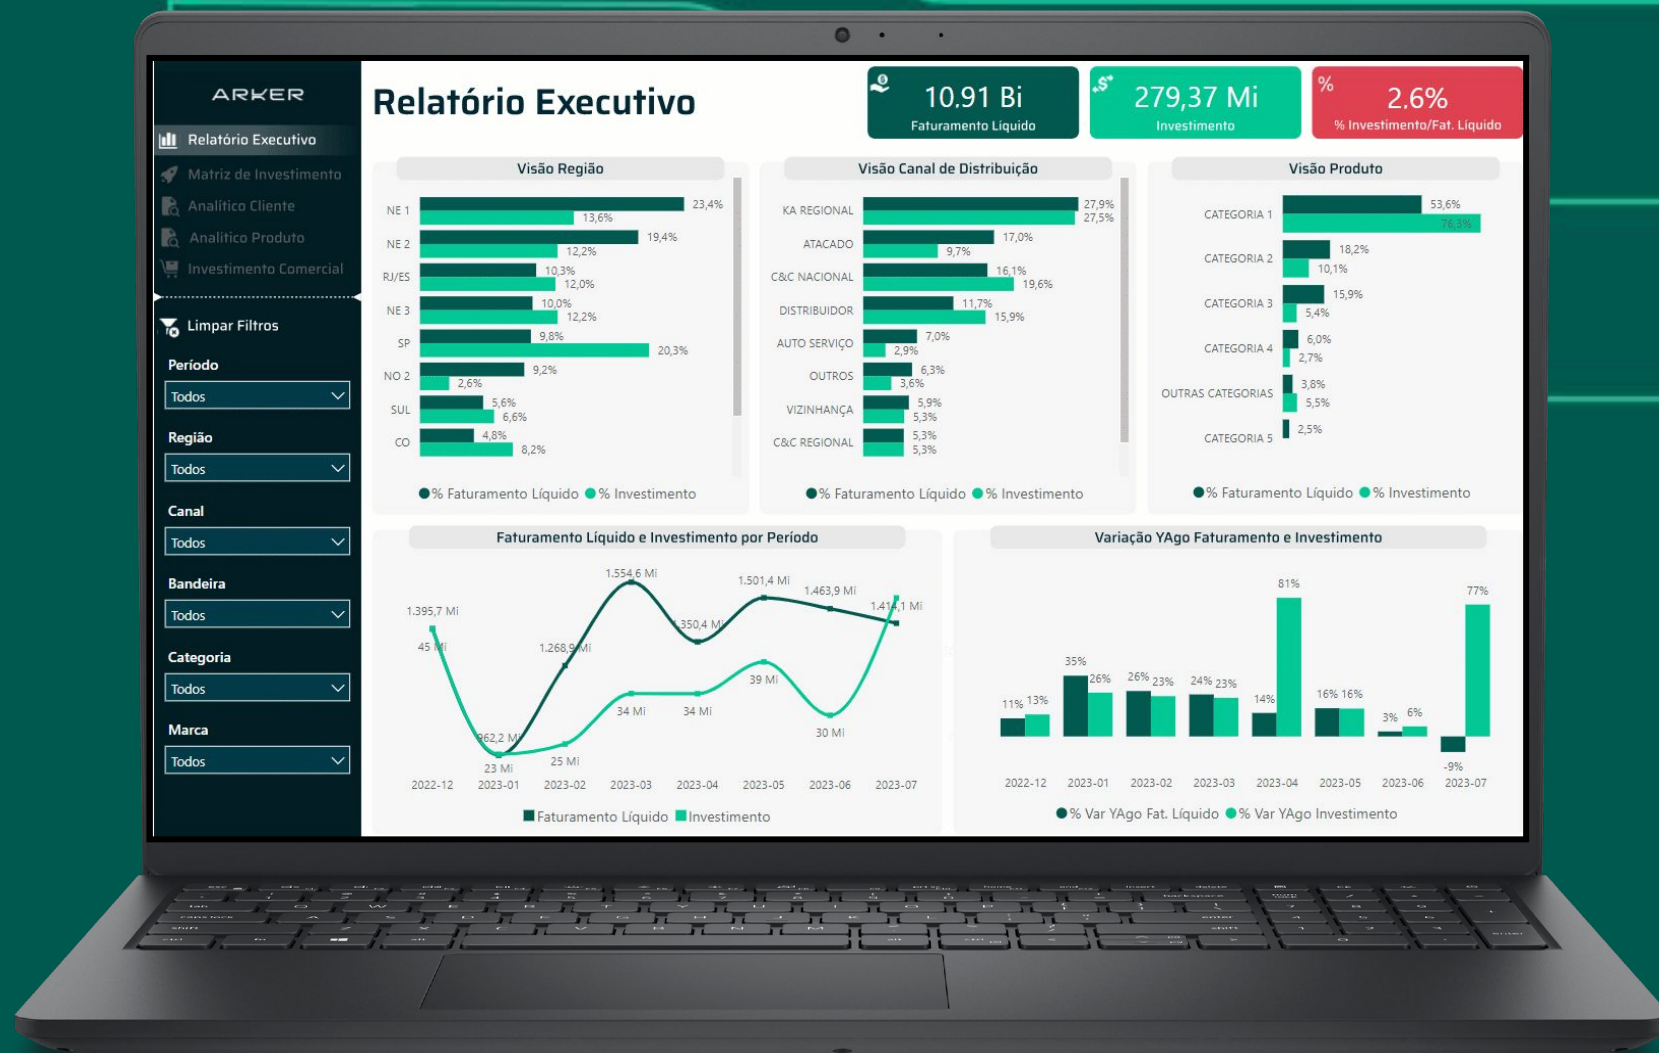 ARKER
Relatório Executivo
Matriz de Investimento
Analítico Cliente
Analítico Produto
Investimento Comercial
Limpar Filtros
Período
Todos
Região
Todos
Canal
Todos
Bandeira
Todos
Categoria
Todos
Marca
Todos
Relatório Executivo
10.91 Bi
Faturamento Líquido
279,37 Mi
Investimento
%
2.6%
% Investimento/Fat. Líquido
Visão Região
NE 1 23,4%
13,6%
NE 2 19,4%
12,2%
RJ/ES 10,3%
12,0%
NE 3 10,0%
12,2%
SP 9,8%
20,3%
NO 2 9,2%
2,6%
SUL 5,6%
6,6%
CO 4,8%
8,2%
% Faturamento Líquido % Investimento
Visão Canal de Distribuição
KA REGIONAL 27,9%
27,5%
ATACADO 17,0%
9,7%
C&C NACIONAL 16,1%
19,6%
DISTRIBUIDOR 11,7%
15,9%
AUTO SERVIÇO 7,0%
2,9%
OUTROS 6,3%
3,6%
VIZINHANÇA 5,9%
5,3%
C&C REGIONAL 5,3%
5,3%
% Faturamento Líquido % Investimento
Visão Produto
CATEGORIA 1 53,6%
76,3%
CATEGORIA 2 18,2%
10,1%
CATEGORIA 3 15,9%
5,4%
CATEGORIA 4 6,0%
2,7%
OUTRAS CATEGORIAS 3,8%
5,5%
CATEGORIA 5 2,5%
% Faturamento Líquido % Investimento
Faturamento Líquido e Investimento por Período
1.395,7 Mi
962,2 Mi
1.268,9 Mi
1.554,6 Mi
1.350,4 Mi
1.501,4 Mi
1.463,9 Mi
1.414,1 Mi
45 Mi
23 Mi
25 Mi
34 Mi
34 Mi
39 Mi
30 Mi
2022-12 2023-01 2023-02 2023-03 2023-04 2023-05 2023-06 2023-07
Faturamento Líquido Investimento
Variação YAgo Faturamento e Investimento
11% 13%
35% 26%
26% 23%
24% 23%
14% 81%
16% 16%
3% 6%
-9% 77%
2022-12 2023-01 2023-02 2023-03 2023-04 2023-05 2023-06 2023-07
% Var YAgo Fat. Líquido % Var YAgo Investimento